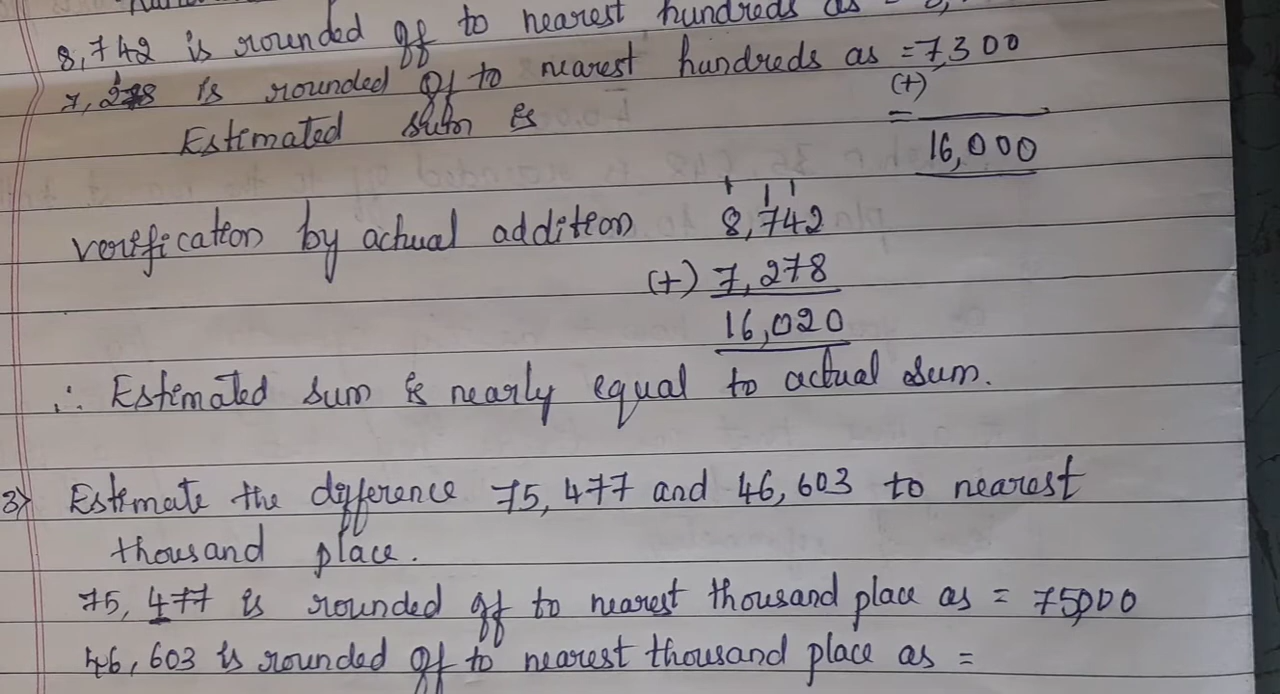 8,742 is rounded off to nearest hundreds as =
7,278 is rounded off to nearest hundreds as = 7,300
(+)
Estimated sum is =
16,000
verification by actual addition 8,742
(+) 7,278
16,020
∴ Estimated sum is nearly equal to actual sum.
3) Estimate the difference 75,477 and 46,603 to nearest
thousand place.
75,477 is rounded off to nearest thousand place as = 75,000
46,603 is rounded off to nearest thousand place as =